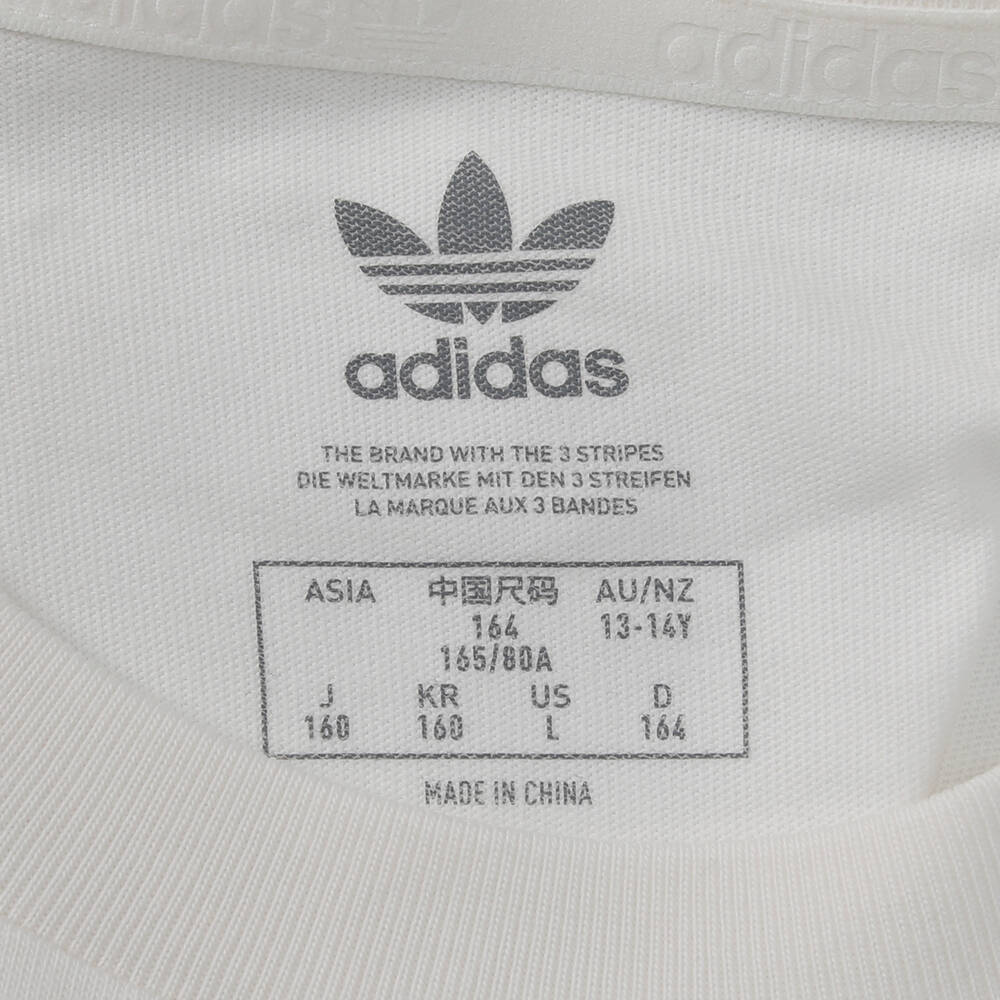 adidas
adidas
adidas
THE BRAND WITH THE 3 STRIPES
DIE WELTMARKE MIT DEN 3 STREIFEN
LA MARQUE AUX 3 BANDES
ASIA 中国尺码 AU/NZ
164 13-14Y
165/80A
J KR US D
160 160 L 164
MADE IN CHINA